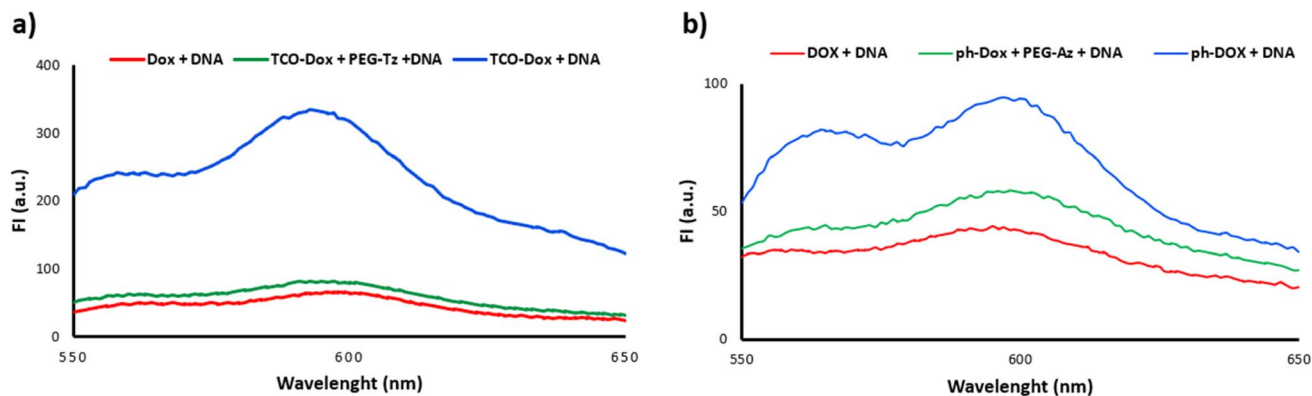 a)
Dox + DNA TCO-Dox + PEG-Tz +DNA TCO-Dox + DNA
400
300
200
100
0
FI (a.u.)
550 600 650
Wavelenght (nm)
b)
DOX + DNA ph-Dox + PEG-Az + DNA ph-DOX + DNA
100
50
0
FI (a.u.)
550 600 650
Wavelenght (nm)